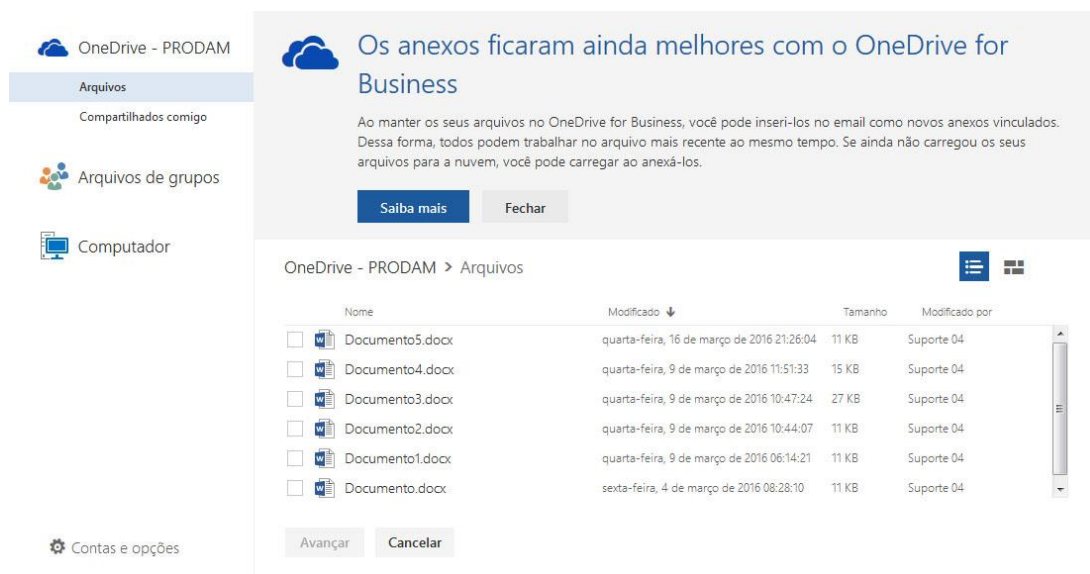 OneDrive - PRODAM
Arquivos
Compartilhados comigo
Arquivos de grupos
Computador
Contas e opções
Os anexos ficaram ainda melhores com o OneDrive for
Business
Ao manter os seus arquivos no OneDrive for Business, você pode inseri-los no email como novos anexos vinculados.
Dessa forma, todos podem trabalhar no arquivo mais recente ao mesmo tempo. Se ainda não carregou os seus
arquivos para a nuvem, você pode carregar ao anexá-los.
Saiba mais Fechar
OneDrive - PRODAM > Arquivos
Nome Modificado Tamanho Modificado por
Documento5.docx quarta-feira, 16 de março de 2016 21:26:04 11 KB Suporte 04
Documento4.docx quarta-feira, 9 de março de 2016 11:51:33 15 KB Suporte 04
Documento3.docx quarta-feira, 9 de março de 2016 10:47:24 27 KB Suporte 04
Documento2.docx quarta-feira, 9 de março de 2016 10:44:07 11 KB Suporte 04
Documento1.docx quarta-feira, 9 de março de 2016 06:14:21 11 KB Suporte 04
Documento.docx sexta-feira, 4 de março de 2016 08:28:10 11 KB Suporte 04
Avançar Cancelar